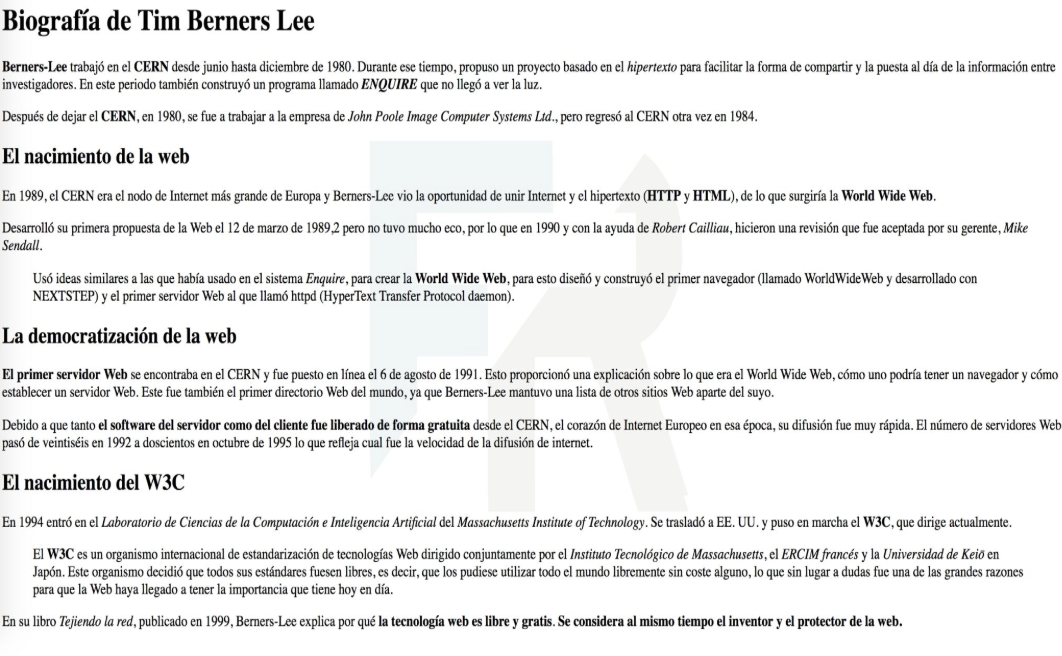 Biografía de Tim Berners Lee
Berners-Lee trabajó en el CERN desde junio hasta diciembre de 1980. Durante ese tiempo, propuso un proyecto basado en el hipertexto para facilitar la forma de compartir y la puesta al día de la información entre
investigadores. En este periodo también construyó un programa llamado ENQUIRE que no llegó a ver la luz.
Después de dejar el CERN, en 1980, se fue a trabajar a la empresa de John Poole Image Computer Systems Ltd., pero regresó al CERN otra vez en 1984.
El nacimiento de la web
En 1989, el CERN era el nodo de Internet más grande de Europa y Berners-Lee vio la oportunidad de unir Internet y el hipertexto (HTTP y HTML), de lo que surgiría la World Wide Web.
Desarrolló su primera propuesta de la Web el 12 de marzo de 1989,2 pero no tuvo mucho eco, por lo que en 1990 y con la ayuda de Robert Cailliau, hicieron una revisión que fue aceptada por su gerente, Mike
Sendall.
Usó ideas similares a las que había usado en el sistema Enquire, para crear la World Wide Web, para esto diseñó y construyó el primer navegador (llamado WorldWideWeb y desarrollado con
NEXTSTEP) y el primer servidor Web al que llamó httpd (HyperText Transfer Protocol daemon).
La democratización de la web
El primer servidor Web se encontraba en el CERN y fue puesto en línea el 6 de agosto de 1991. Esto proporcionó una explicación sobre lo que era el World Wide Web, cómo uno podría tener un navegador y cómo
establecer un servidor Web. Este fue también el primer directorio Web del mundo, ya que Berners-Lee mantuvo una lista de otros sitios Web aparte del suyo.
Debido a que tanto el software del servidor como del cliente fue liberado de forma gratuita desde el CERN, el corazón de Internet Europeo en esa época, su difusión fue muy rápida. El número de servidores Web
pasó de veintiséis en 1992 a doscientos en octubre de 1995 lo que refleja cual fue la velocidad de la difusión de internet.
El nacimiento del W3C
En 1994 entró en el Laboratorio de Ciencias de la Computación e Inteligencia Artificial del Massachusetts Institute of Technology. Se trasladó a EE. UU. y puso en marcha el W3C, que dirige actualmente.
El W3C es un organismo internacional de estandarización de tecnologías Web dirigido conjuntamente por el Instituto Tecnológico de Massachusetts, el ERCIM francés y la Universidad de Keiō en
Japón. Este organismo decidió que todos sus estándares fuesen libres, es decir, que los pudiese utilizar todo el mundo libremente sin coste alguno, lo que sin lugar a dudas fue una de las grandes razones
para que la Web haya llegado a tener la importancia que tiene hoy en día.
En su libro Tejiendo la red, publicado en 1999, Berners-Lee explica por qué la tecnología web es libre y gratis. Se considera al mismo tiempo el inventor y el protector de la web.